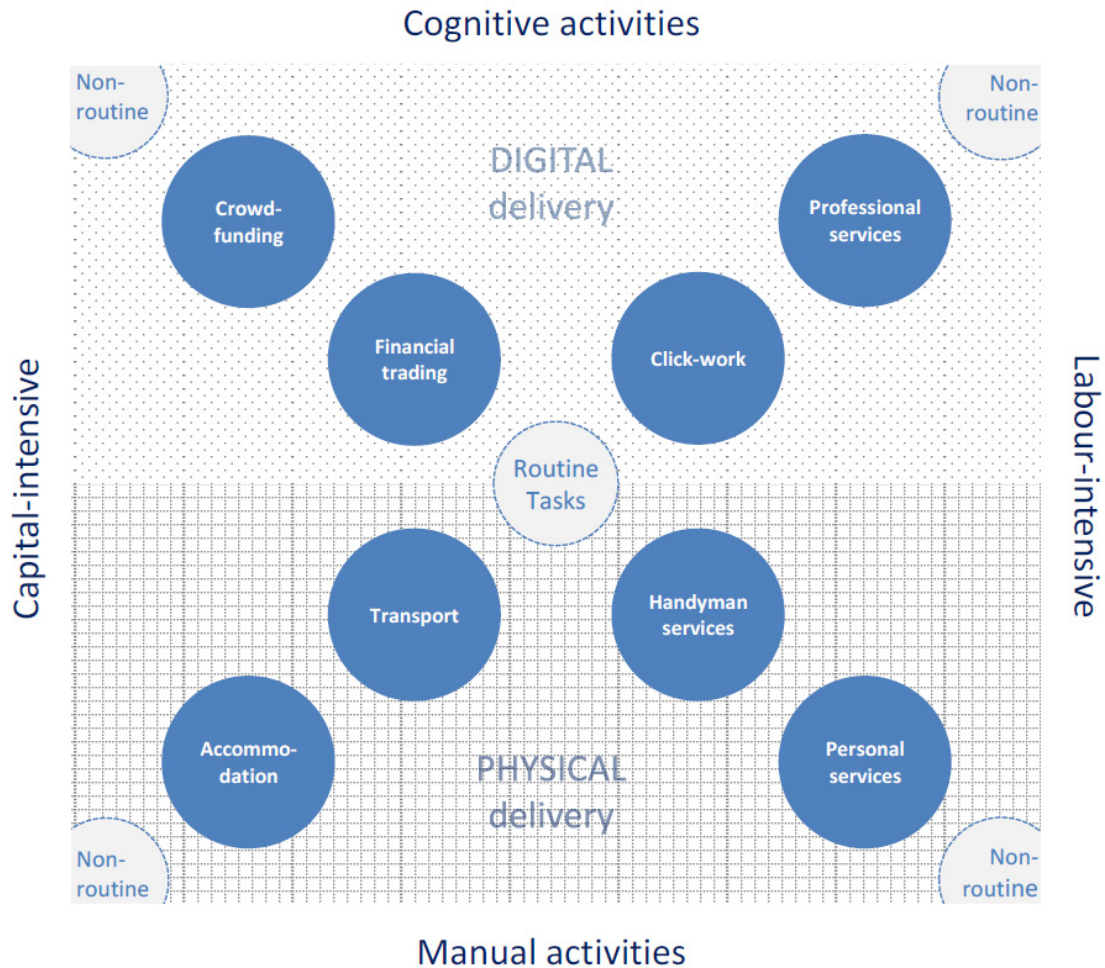 Cognitive activities
Non-
routine
Non-
routine
DIGITAL
delivery
Crowd-
funding
Professional
services
Financial
trading
Click-work
Capital-intensive
Labour-intensive
Routine
Tasks
Transport
Handyman
services
Accommo-
dation
PHYSICAL
delivery
Personal
services
Non-
routine
Non-
routine
Manual activities